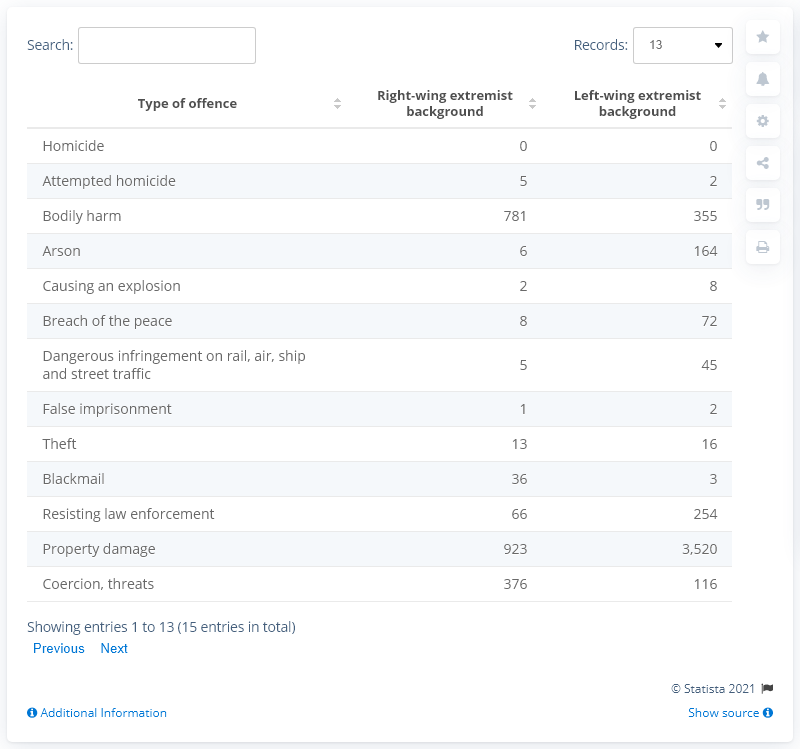 Search:
Records: 13
Type of offence Right-wing extremist background Left-wing extremist background
Homicide 0 0
Attempted homicide 5 2
Bodily harm 781 355
Arson 6 164
Causing an explosion 2 8
Breach of the peace 8 72
Dangerous infringement on rail, air, ship
and street traffic 5 45
False imprisonment 1 2
Theft 13 16
Blackmail 36 3
Resisting law enforcement 66 254
Property damage 923 3,520
Coercion, threats 376 116
Showing entries 1 to 13 (15 entries in total)
Previous Next
© Statista 2021
Additional Information Show source